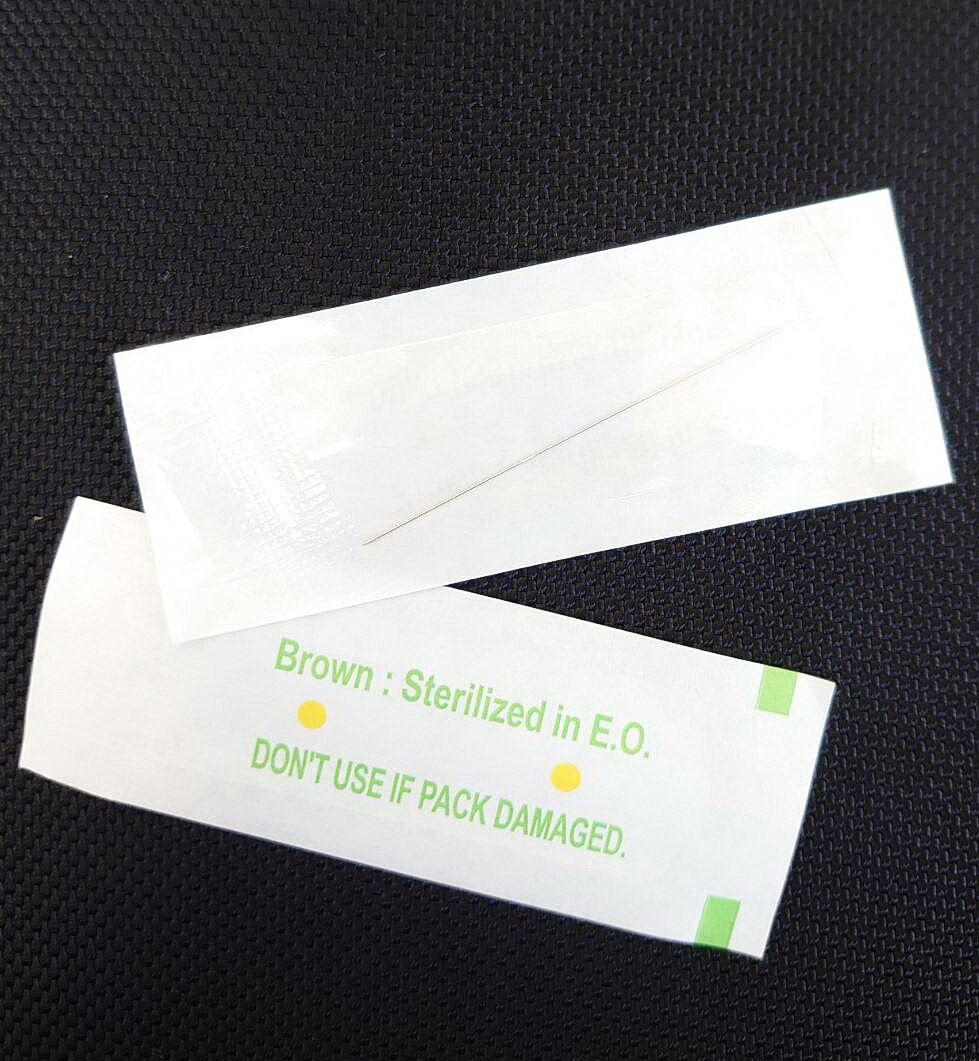 Brown : Sterilized in E.O.
DON'T USE IF PACK DAMAGED.